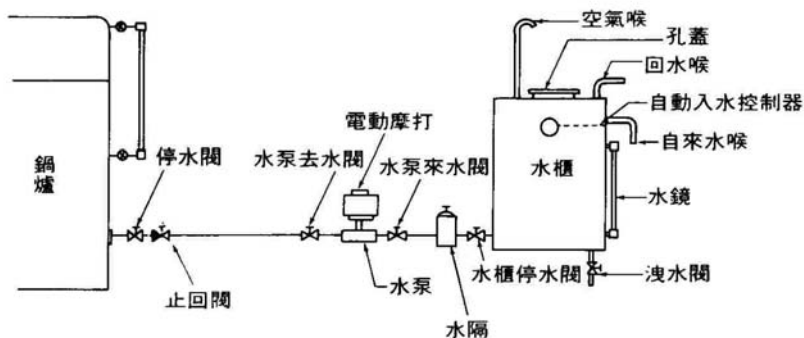 空氣喉
孔蓋
回水喉
自動入水控制器
自來水喉
電動摩打
停水閥
水泵去水閥
水泵來水閥
水櫃
鍋爐
水鏡
水泵
水櫃停水閥
洩水閥
止回閥
水隔